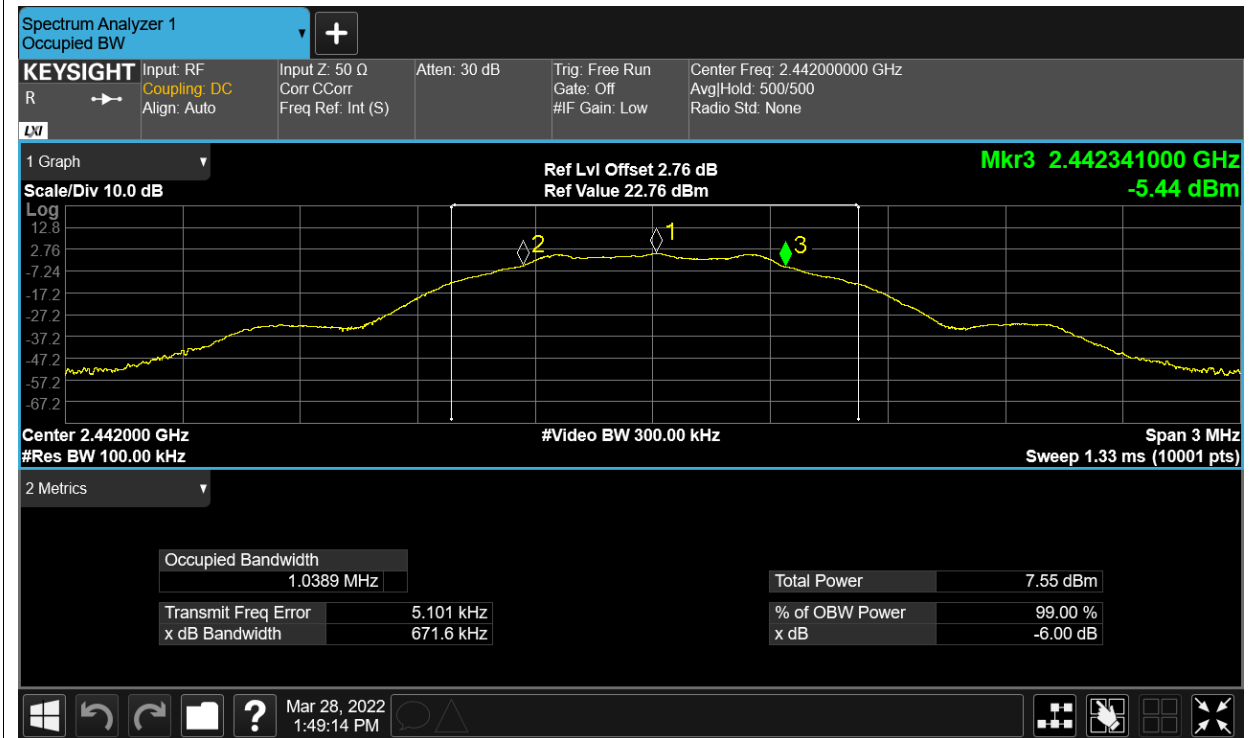 Spectrum Analyzer 1
Occupied BW
+
KEYSIGHT Input: RF Input Z: 50 Ω Atten: 30 dB Trig: Free Run Center Freq: 2.442000000 GHz
R Coupling: DC Corr CCorr Gate: Off Avg|Hold: 500/500
Align: Auto Freq Ref: Int (S) #IF Gain: Low Radio Std: None
LXI
1 Graph Ref Lvl Offset 2.76 dB Mkr3 2.442341000 GHz
Scale/Div 10.0 dB Ref Value 22.76 dBm -5.44 dBm
Log
12.8
2.76
-7.24
-17.2
-27.2
-37.2
-47.2
-57.2
-67.2
2 1 3
Center 2.442000 GHz #Video BW 300.00 kHz Span 3 MHz
#Res BW 100.00 kHz Sweep 1.33 ms (10001 pts)
2 Metrics
Occupied Bandwidth
1.0389 MHz Total Power 7.55 dBm
Transmit Freq Error 5.101 kHz % of OBW Power 99.00 %
x dB Bandwidth 671.6 kHz x dB -6.00 dB
? Mar 28, 2022
1:49:14 PM